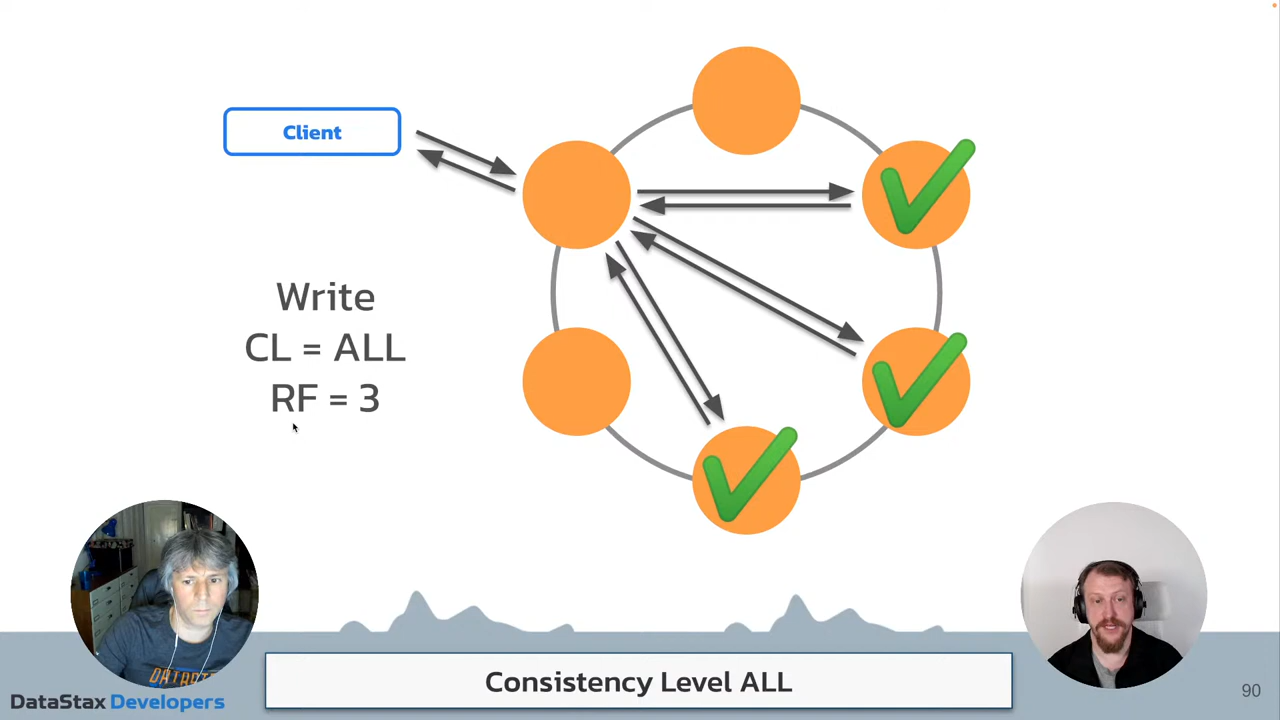 Client
Write
CL = ALL
RF = 3
Consistency Level ALL
DataStax Developers
90